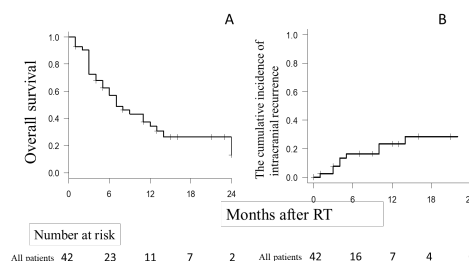 A
B
Overall survival
1.0
0.8
0.6
0.4
0.2
0.0
0 6 12 18 24
The cumulative incidence of
intracranial recurrence
1.0
0.8
0.6
0.4
0.2
0.0
0 6 12 18
Months after RT
Number at risk
All patients 42 23 11 7 2
All patients 42 16 7 4